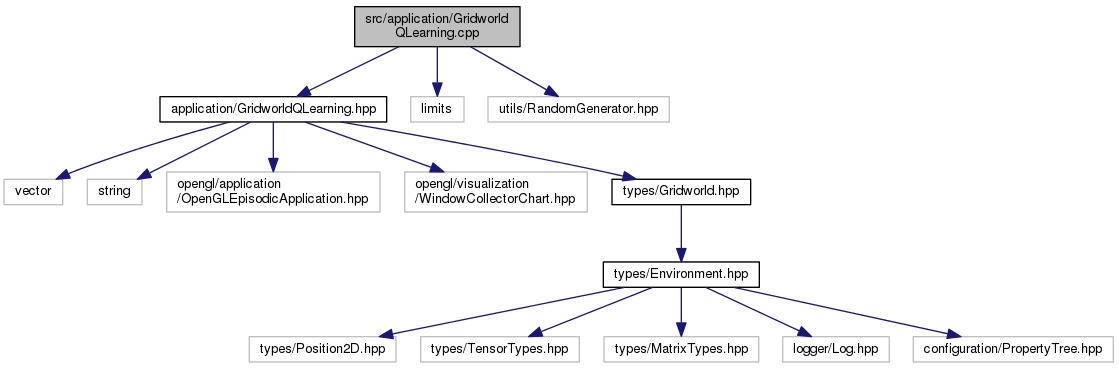 src/application/Gridworld
QLearning.cpp
application/GridworldQLearning.hpp
limits
utils/RandomGenerator.hpp
vector
string
opengl/application
/OpenGLEpisodicApplication.hpp
opengl/visualization
/WindowCollectorChart.hpp
types/Gridworld.hpp
types/Environment.hpp
types/Position2D.hpp
types/TensorTypes.hpp
types/MatrixTypes.hpp
logger/Log.hpp
configuration/PropertyTree.hpp